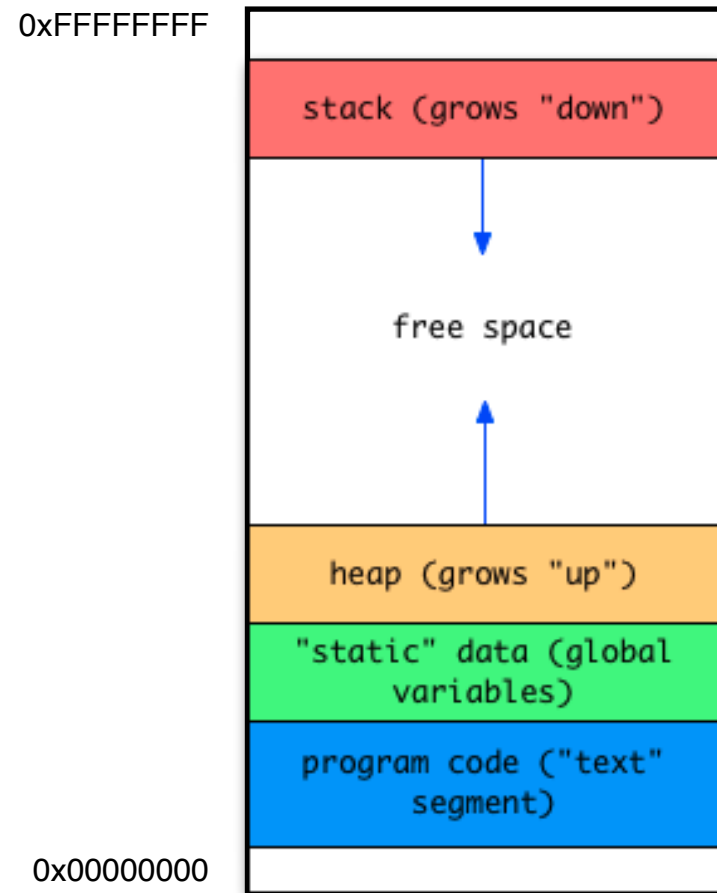 0xFFFFFFFF
stack (grows "down")
free space
heap (grows "up")
"static" data (global
variables)
program code ("text"
segment)
0x00000000